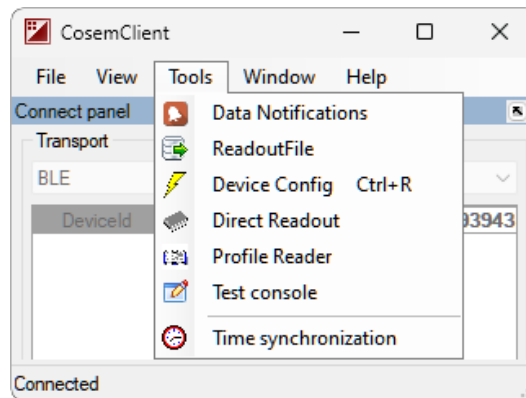 CosemClient
File View Tools Window Help
Connect panel
Data Notifications
Transport
ReadoutFile
BLE
Device Config Ctrl+R
DeviceId
Direct Readout
93943
Profile Reader
Test console
Time synchronization
Connected